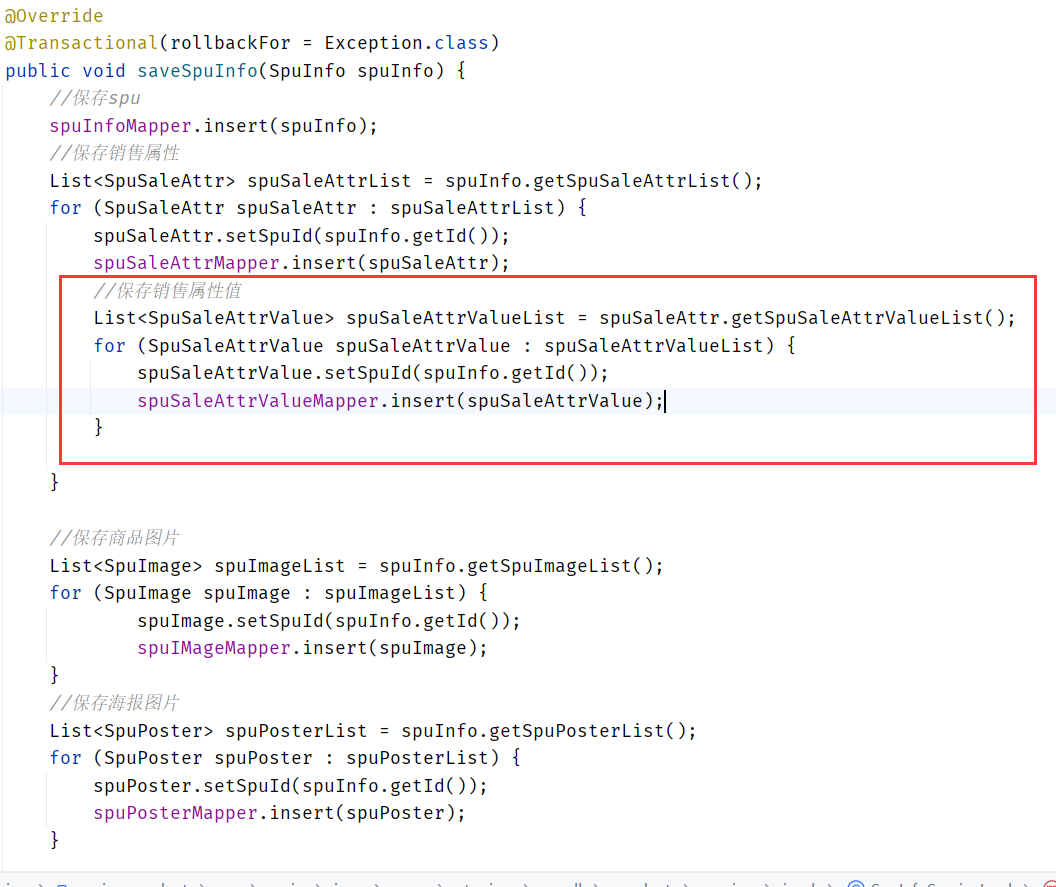 @Override
@Transactional(rollbackFor = Exception.class)
public void saveSpuInfo(SpuInfo spuInfo) {
//保存spu
spuInfoMapper.insert(spuInfo);
//保存销售属性
List<SpuSaleAttr> spuSaleAttrList = spuInfo.getSpuSaleAttrList();
for (SpuSaleAttr spuSaleAttr : spuSaleAttrList) {
spuSaleAttr.setSpuId(spuInfo.getId());
spuSaleAttrMapper.insert(spuSaleAttr);
//保存销售属性值
List<SpuSaleAttrValue> spuSaleAttrValueList = spuSaleAttr.getSpuSaleAttrValueList();
for (SpuSaleAttrValue spuSaleAttrValue : spuSaleAttrValueList) {
spuSaleAttrValue.setSpuId(spuInfo.getId());
spuSaleAttrValueMapper.insert(spuSaleAttrValue);
}
}
//保存商品图片
List<SpuImage> spuImageList = spuInfo.getSpuImageList();
for (SpuImage spuImage : spuImageList) {
spuImage.setSpuId(spuInfo.getId());
spuIMageMapper.insert(spuImage);
}
//保存海报图片
List<SpuPoster> spuPosterList = spuInfo.getSpuPosterList();
for (SpuPoster spuPoster : spuPosterList) {
spuPoster.setSpuId(spuInfo.getId());
spuPosterMapper.insert(spuPoster);
}